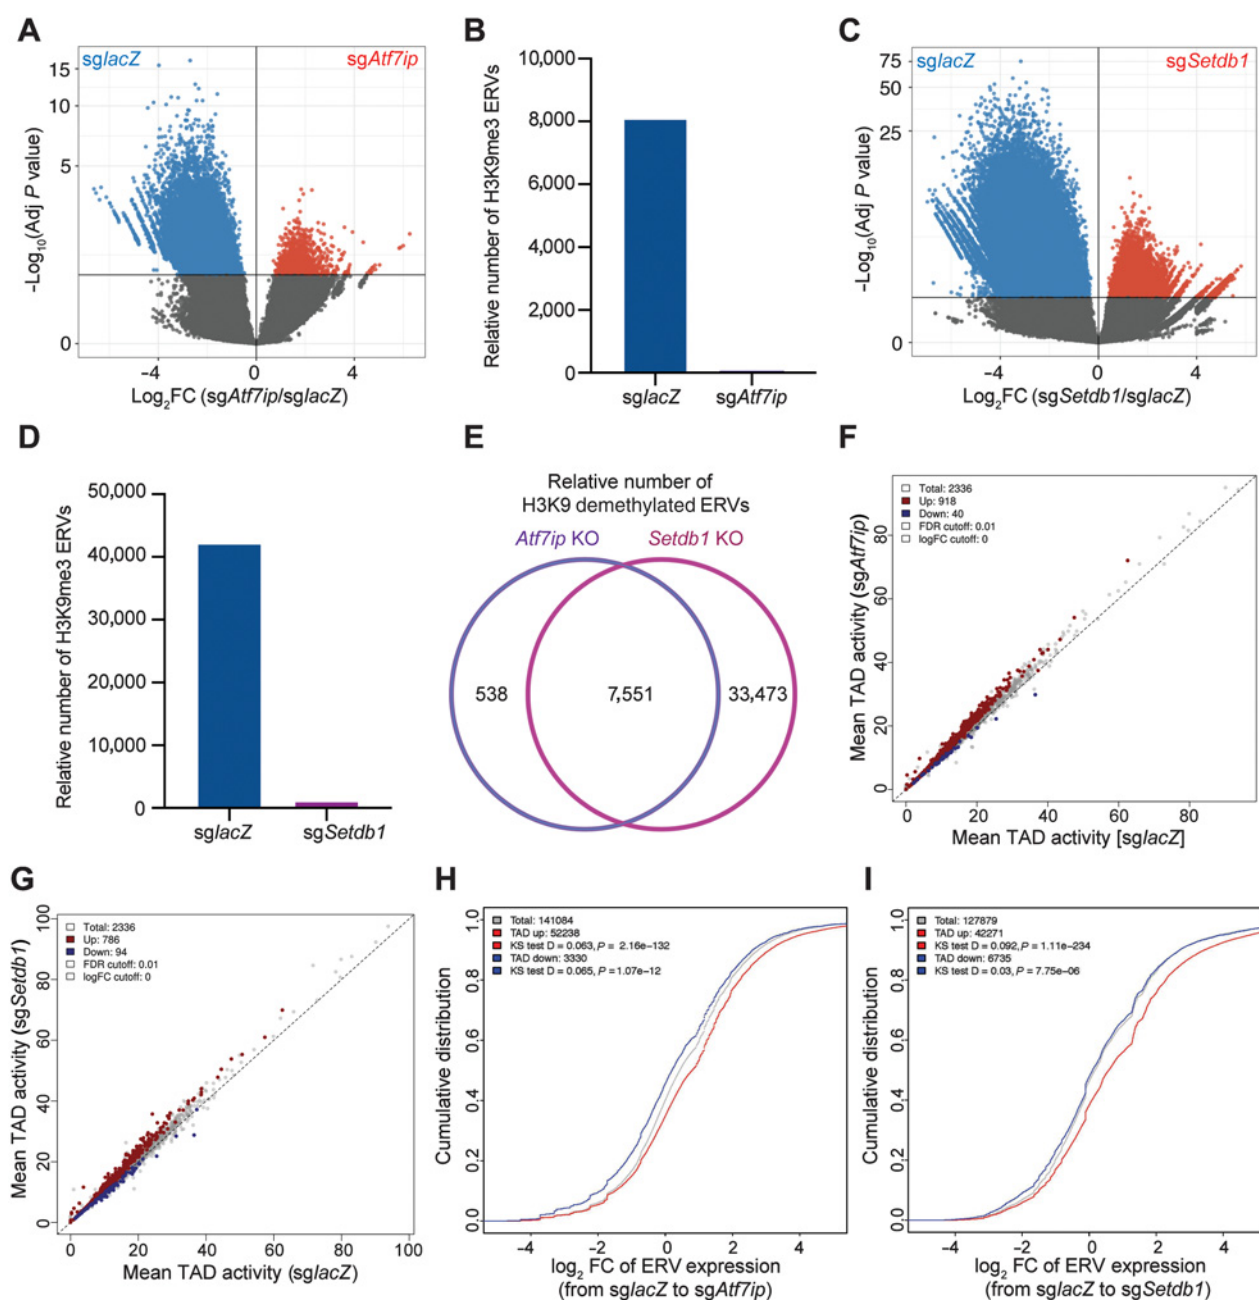 A
sglacZ
sgAtf7ip
15
10
5
0
−4
0
4
−Log10(Adj P value)
Log2FC (sgAtf7ip/sglacZ)
B
10,000
8,000
6,000
4,000
2,000
0
Relative number of H3K9me3 ERVs
sglacZ
sgAtf7ip
C
sglacZ
sgSetdb1
75
50
25
0
−4
0
4
−Log10(Adj P value)
Log2FC (sgSetdb1/sglacZ)
D
50,000
40,000
30,000
20,000
10,000
0
Relative number of H3K9me3 ERVs
sglacZ
sgSetdb1
E
Relative number of
H3K9 demethylated ERVs
Atf7ip KO
Setdb1 KO
538
7,551
33,473
F
Total: 2336
Up: 918
Down: 40
FDR cutoff: 0.01
logFC cutoff: 0
80
60
40
20
0
0 20 40 60 80
Mean TAD activity (sgAtf7ip)
Mean TAD activity [sglacZ]
G
Total: 2336
Up: 786
Down: 94
FDR cutoff: 0.01
logFC cutoff: 0
100
80
60
40
20
0
0 20 40 60 80 100
Mean TAD activity (sgSetdb1)
Mean TAD activity (sglacZ)
H
Total: 141084
TAD up: 52238
KS test D = 0.063, P = 2.16e−132
TAD down: 3330
KS test D = 0.065, P = 1.07e−12
1.0
0.8
0.6
0.4
0.2
0.0
−4 −2 0 2 4
Cumulative distribution
log2 FC of ERV expression
(from sglacZ to sgAtf7ip)
I
Total: 127879
TAD up: 42271
KS test D = 0.092, P = 1.11e−234
TAD down: 6735
KS test D = 0.03, P = 7.75e−06
1.0
0.8
0.6
0.4
0.2
0.0
−4 −2 0 2 4
Cumulative distribution
log2 FC of ERV expression
(from sglacZ to sgSetdb1)